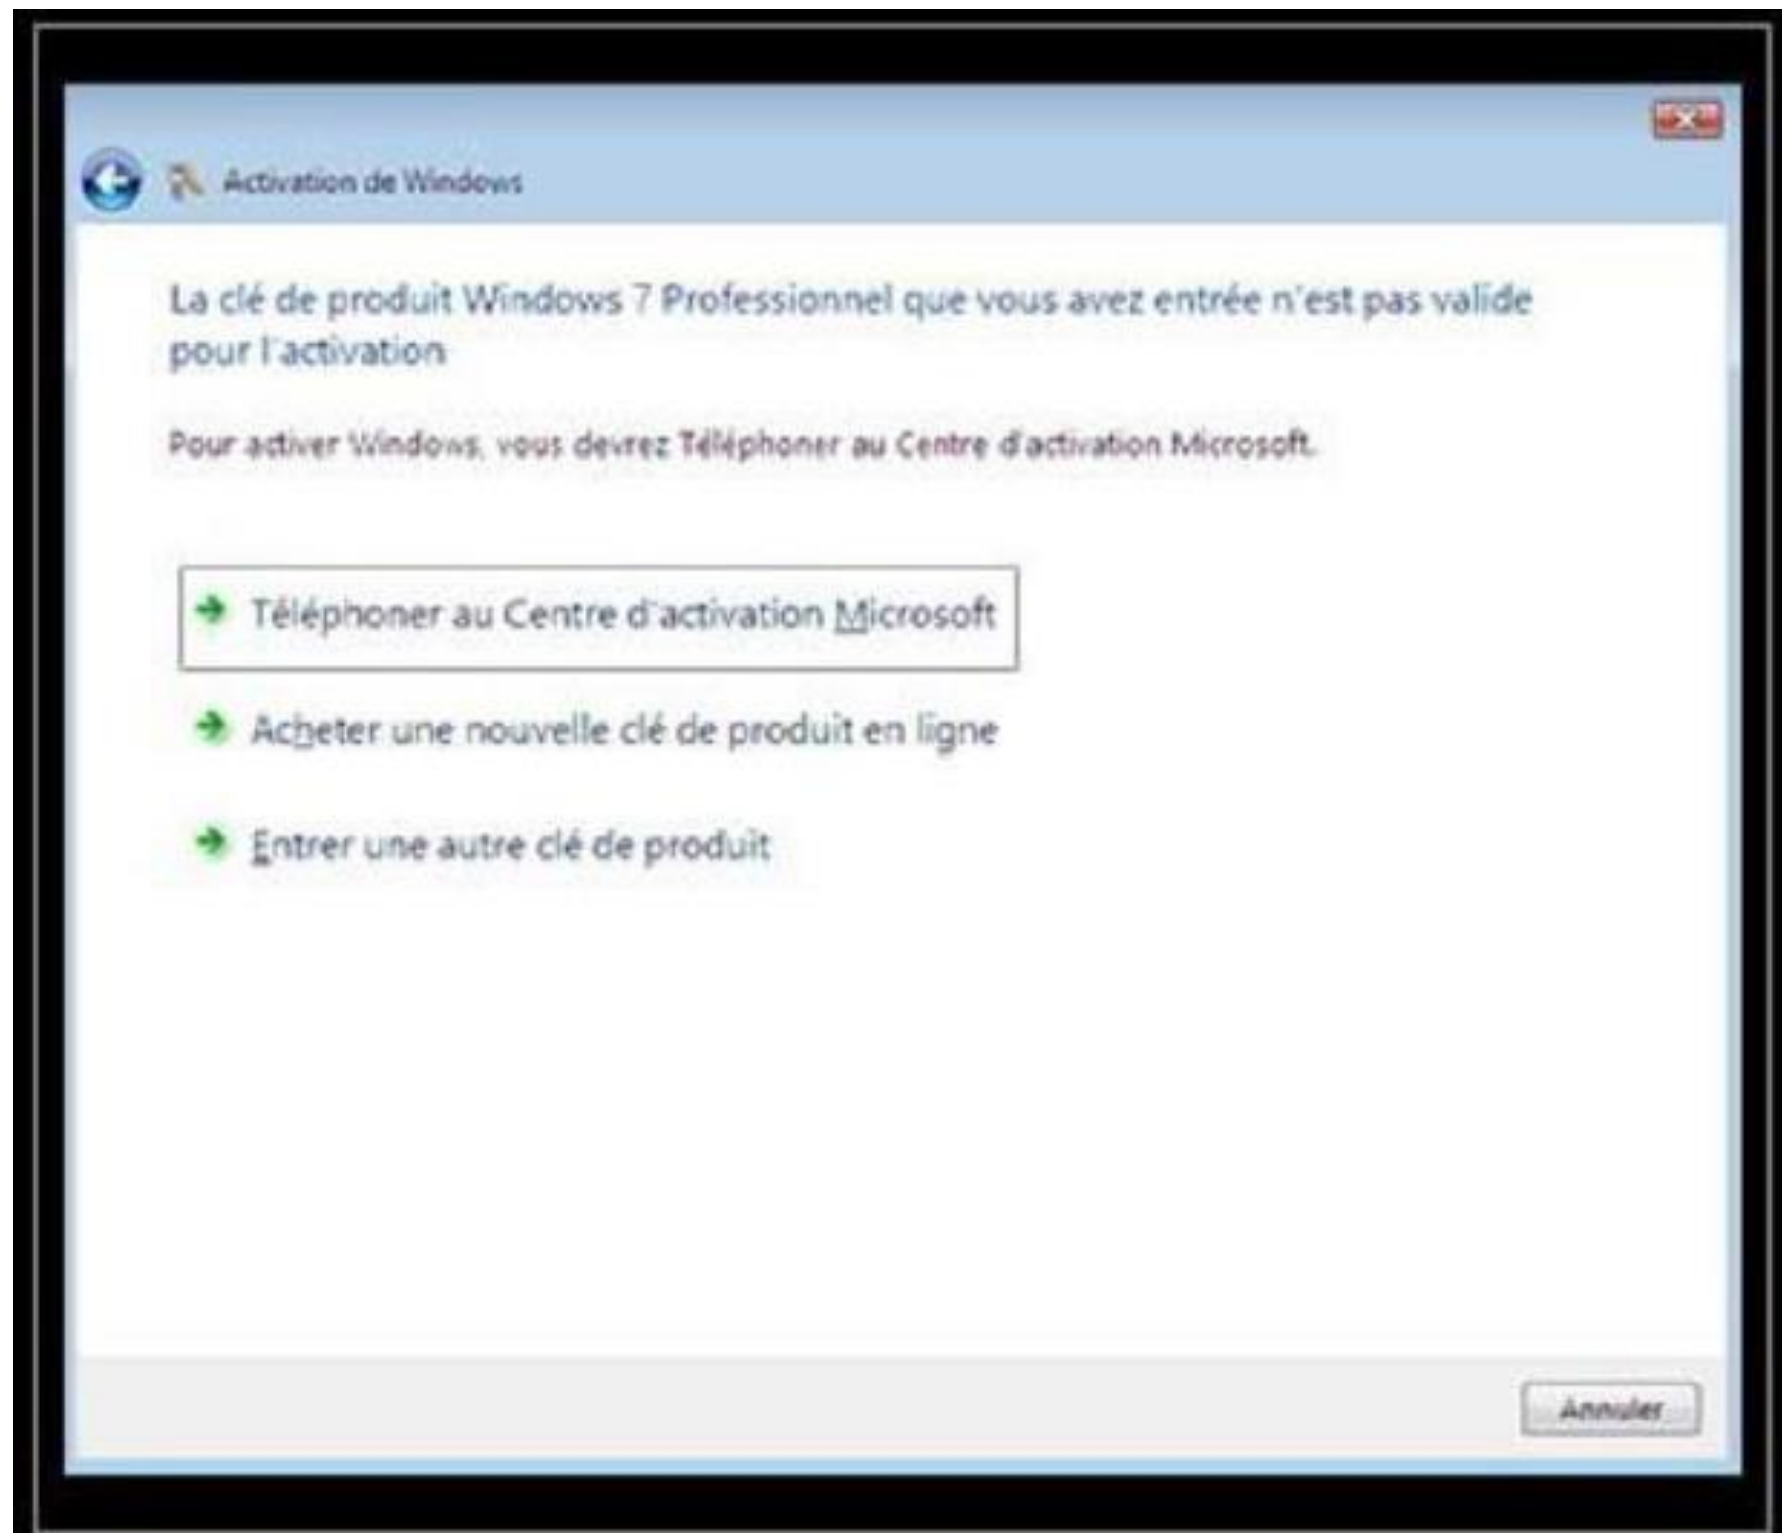 Activation de Windows
La clé de produit Windows 7 Professionnel que vous avez entrée n'est pas valide
pour l'activation
Pour activer Windows, vous devrez Téléphoner au Centre d'activation Microsoft.
Téléphoner au Centre d'activation Microsoft
Acheter une nouvelle clé de produit en ligne
Entrer une autre clé de produit
Annuler